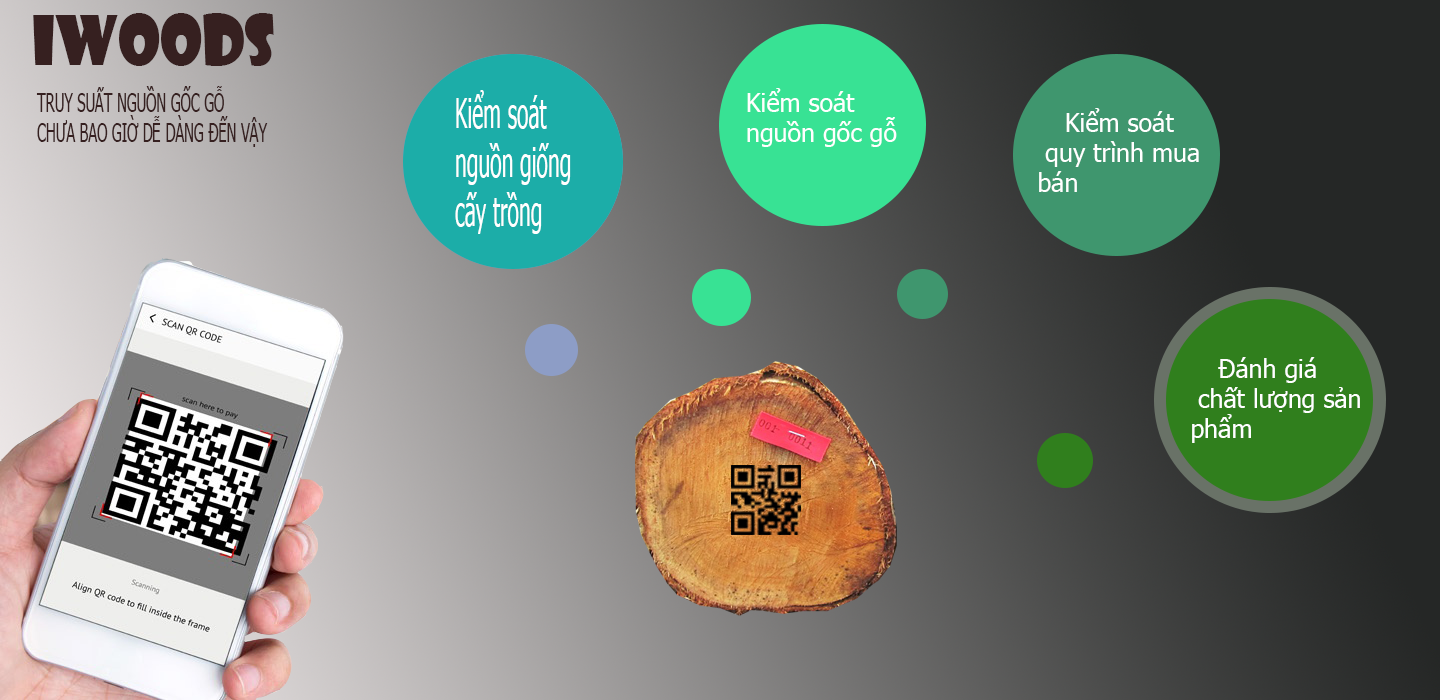 IWOODS
TRUY SUẤT NGUỒN GỐC GỖ
CHƯA BAO GIỜ DỄ DÀNG ĐẾN VẬY
Kiểm soát
nguồn giống
cấy trồng
Kiểm soát
nguồn gốc gỗ
Kiểm soát
quy trình mua
bán
Đánh giá
chất lượng sản
phẩm
SCAN QR CODE
scan here to pay
Scanning
Align QR code to fill inside the frame
001 0011